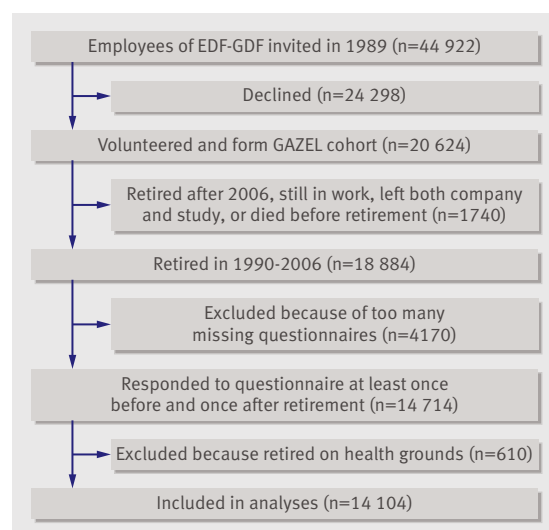 Employees of EDF-GDF invited in 1989 (n=44 922)
Declined (n=24 298)
Volunteered and form GAZEL cohort (n=20 624)
Retired after 2006, still in work, left both company
and study, or died before retirement (n=1740)
Retired in 1990-2006 (n=18 884)
Excluded because of too many
missing questionnaires (n=4170)
Responded to questionnaire at least once
before and once after retirement (n=14 714)
Excluded because retired on health grounds (n=610)
Included in analyses (n=14 104)